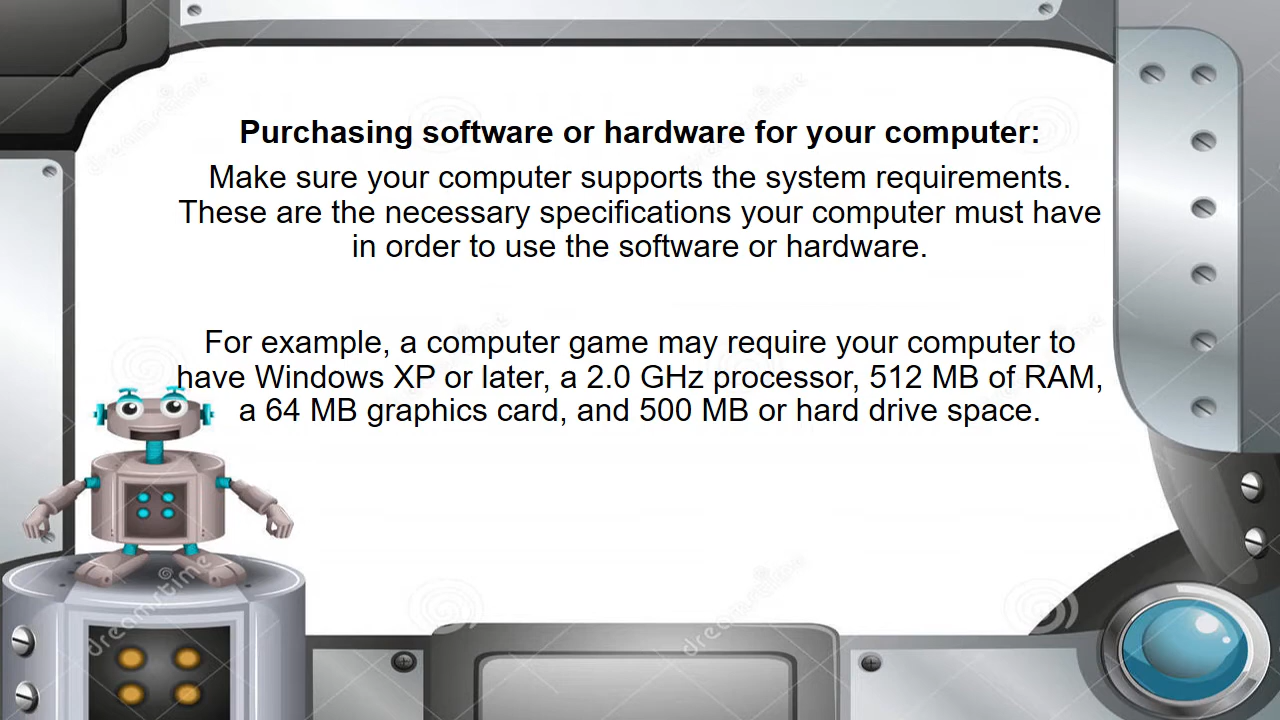 Purchasing software or hardware for your computer:
Make sure your computer supports the system requirements.
These are the necessary specifications your computer must have
in order to use the software or hardware.
For example, a computer game may require your computer to
have Windows XP or later, a 2.0 GHz processor, 512 MB of RAM,
a 64 MB graphics card, and 500 MB or hard drive space.
dreamstime
dreamstime